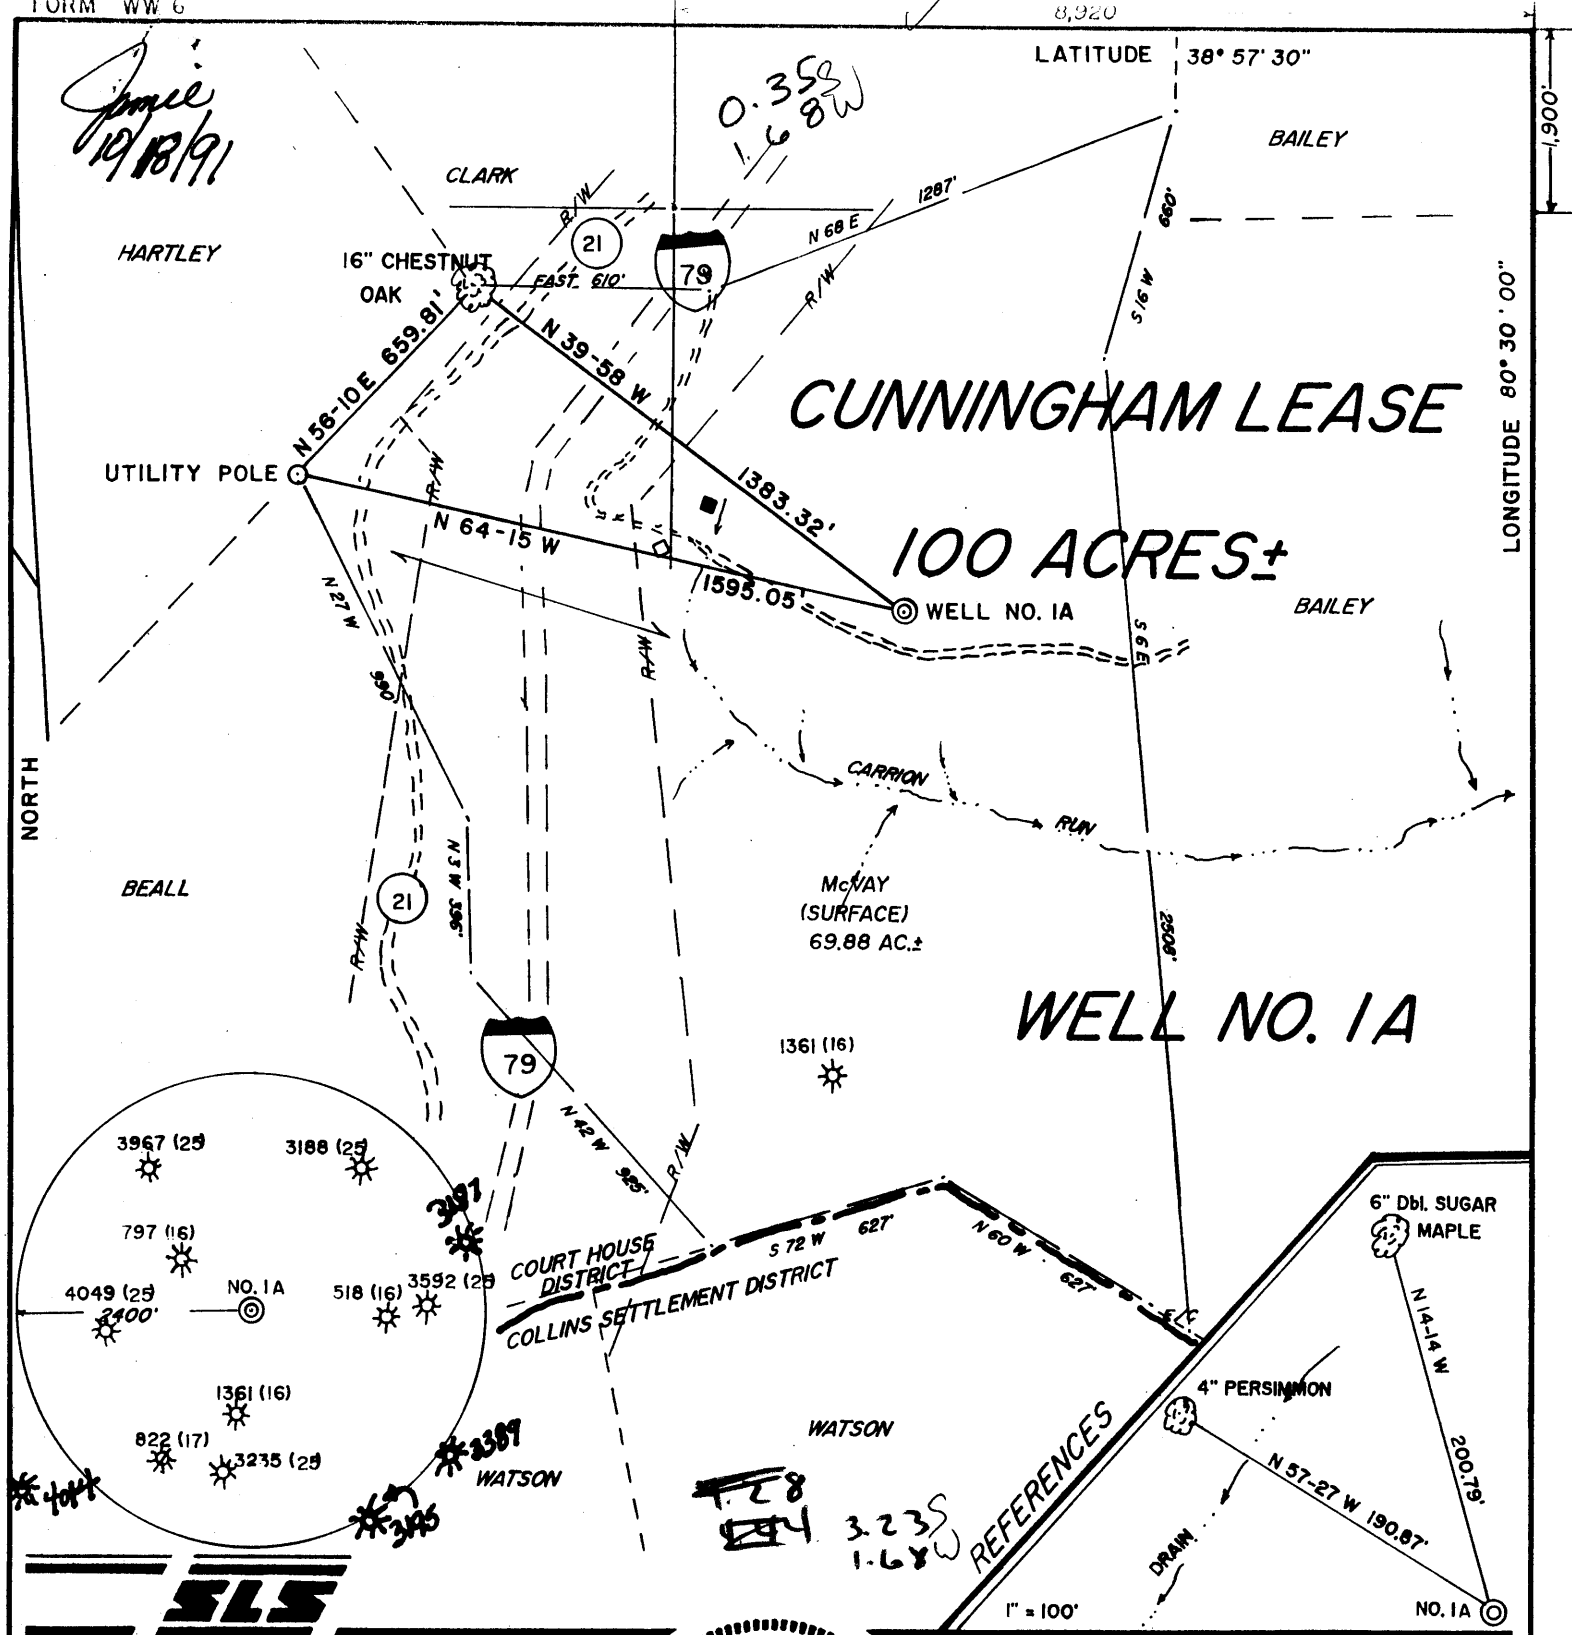 FORM WW 6
8,920
LATITUDE 38° 57' 30"
1,900'
Jamie
10/18/91
0.35S
1.68W
BAILEY
CLARK
R/W
1287'
N 68 E
660'
HARTLEY
21
79
16" CHESTNUT
OAK
EAST 610'
R/W
S 16 W
LONGITUDE 80° 30' 00"
N 56-10 E 659.81'
N 39-58 W
1383.32'
CUNNINGHAM LEASE
UTILITY POLE
R/W
N 64-15 W
1595.05'
100 ACRES±
WELL NO. 1A
BAILEY
N 27 W
990'
R/W
S 6 E
NORTH
CARRION
RUN
BEALL
21
N 3 W 396'
R/W
McVAY
(SURFACE)
69.88 AC.±
2508'
WELL NO. 1A
79
1361 (16)
N 42 W
925'
R/W
3967 (25)
3188 (25)
3197
797 (16)
4049 (25)
2400'
NO. 1A
518 (16)
3592 (25)
COURT HOUSE
DISTRICT
COLLINS SETTLEMENT DISTRICT
S 72 W 627'
N 60 W
627'
6" Dbl. SUGAR
MAPLE
N 14-14 W
200.79'
4" PERSIMMON
N 57-27 W 190.87'
1361 (16)
822 (17)
3235 (25)
3389
3195
WATSON
WATSON
3.23S
1.68W
REFERENCES
DRAIN
1" = 100'
NO. 1A
SLS